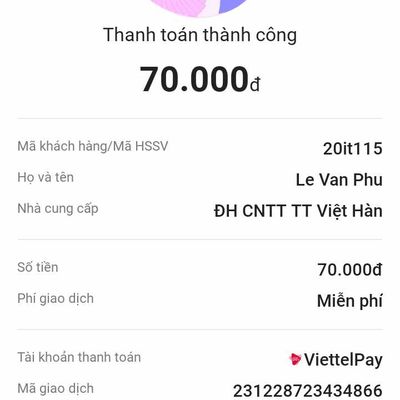 Thanh toán thành công
70.000đ
Mã khách hàng/Mã HSSV 20it115
Họ và tên Le Van Phu
Nhà cung cấp ĐH CNTT TT Việt Hàn
Số tiền 70.000đ
Phí giao dịch Miễn phí
Tài khoản thanh toán ViettelPay
Mã giao dịch 231228723434866